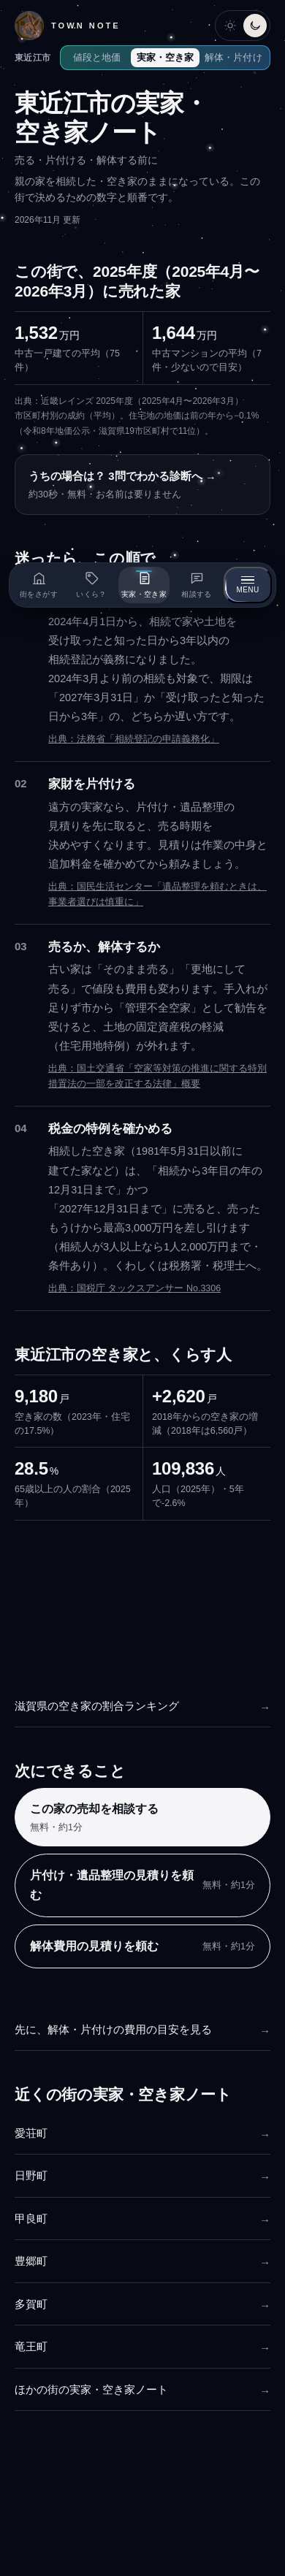 TOWN NOTE
東近江市
値段と地価
実家・空き家
解体・片付け
東近江市の実家・
空き家ノート
売る・片付ける・解体する前に
親の家を相続した・空き家のままになっている。この
街で決めるための数字と順番です。
2026年11月 更新
この街で、2025年度（2025年4月〜
2026年3月）に売れた家
1,532万円
中古一戸建ての平均（75
件）
1,644万円
中古マンションの平均（7
件・少ないので目安）
出典：近畿レインズ 2025年度（2025年4月〜2026年3月）
市区町村別の成約（平均）。住宅地の地価は前の年から−0.1%
（令和8年地価公示・滋賀県19市区町村で11位）。
うちの場合は？ 3問でわかる診断へ →
約30秒・無料・お名前は要りません
迷ったら、この順で
街をさがす
いくら？
実家・空き家
相談する
MENU
2024年4月1日から、相続で家や土地を
受け取ったと知った日から3年以内の
相続登記が義務になりました。
2024年3月より前の相続も対象で、期限は
「2027年3月31日」か「受け取ったと知った
日から3年」の、どちらか遅い方です。
出典：法務省「相続登記の申請義務化」
02
家財を片付ける
遠方の実家なら、片付け・遺品整理の
見積りを先に取ると、売る時期を
決めやすくなります。見積りは作業の中身と
追加料金を確かめてから頼みましょう。
出典：国民生活センター「遺品整理を頼むときは、
事業者選びは慎重に」
03
売るか、解体するか
古い家は「そのまま売る」「更地にして
売る」で値段も費用も変わります。手入れが
足りず市から「管理不全空家」として勧告を
受けると、土地の固定資産税の軽減
（住宅用地特例）が外れます。
出典：国土交通省「空家等対策の推進に関する特別
措置法の一部を改正する法律」概要
04
税金の特例を確かめる
相続した空き家（1981年5月31日以前に
建てた家など）は、「相続から3年目の年の
12月31日まで」かつ
「2027年12月31日まで」に売ると、売った
もうけから最高3,000万円を差し引けます
（相続人が3人以上なら1人2,000万円まで・
条件あり）。くわしくは税務署・税理士へ。
出典：国税庁 タックスアンサー No.3306
東近江市の空き家と、くらす人
9,180戸
空き家の数（2023年・住宅
の17.5%）
+2,620戸
2018年からの空き家の増
減（2018年は6,560戸）
28.5%
65歳以上の人の割合（2025
年）
109,836人
人口（2025年）・5年
で-2.6%
滋賀県の空き家の割合ランキング →
次にできること
この家の売却を相談する
無料・約1分
片付け・遺品整理の見積りを頼
む
無料・約1分
解体費用の見積りを頼む
無料・約1分
先に、解体・片付けの費用の目安を見る →
近くの街の実家・空き家ノート
愛荘町 →
日野町 →
甲良町 →
豊郷町 →
多賀町 →
竜王町 →
ほかの街の実家・空き家ノート →